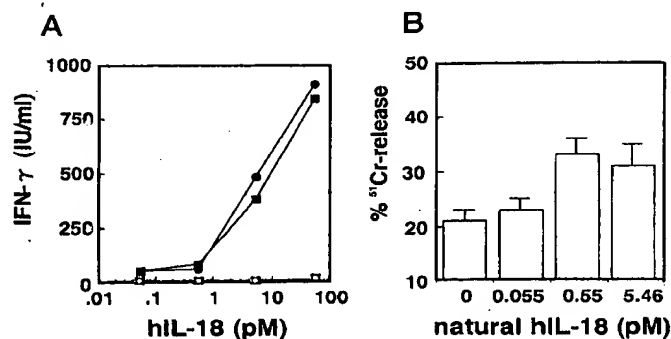 A
IFN-γ (IU/ml)
1000
750
500
250
0
.01 .1 1 10 100
hIL-18 (pM)
B
% ⁵¹Cr-release
50
40
30
20
10
0 0.055 0.55 5.46
natural hIL-18 (pM)